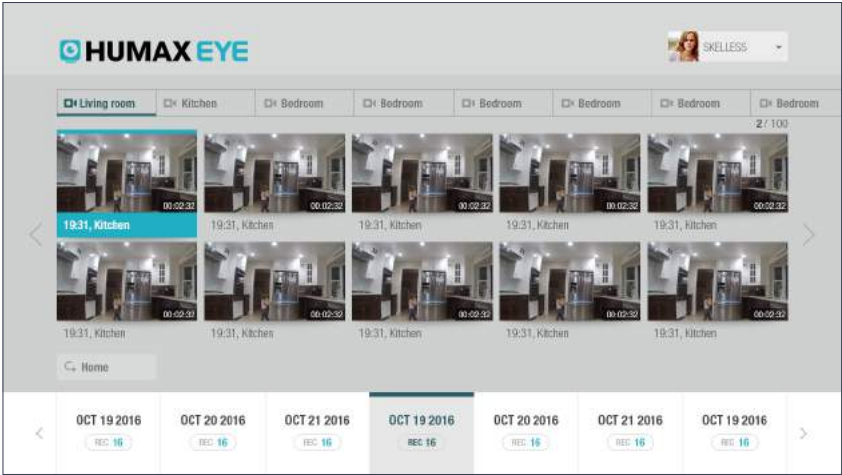 HUMAX EYE
SKELLESS
Living room Kitchen Bedroom Bedroom Bedroom Bedroom Bedroom Bedroom
2 / 100
00:02:32 00:02:32 00:02:32 00:02:32 00:02:32
19:31, Kitchen 19:31, Kitchen 19:31, Kitchen 19:31, Kitchen 19:31, Kitchen
00:02:32 00:02:32 00:02:32 00:02:32 00:02:32
19:31, Kitchen 19:31, Kitchen 19:31, Kitchen 19:31, Kitchen 19:31, Kitchen
Home
OCT 19 2016 OCT 20 2016 OCT 21 2016 OCT 19 2016 OCT 20 2016 OCT 21 2016 OCT 19 2016
REC 16 REC 16 REC 16 REC 16 REC 16 REC 16 REC 16